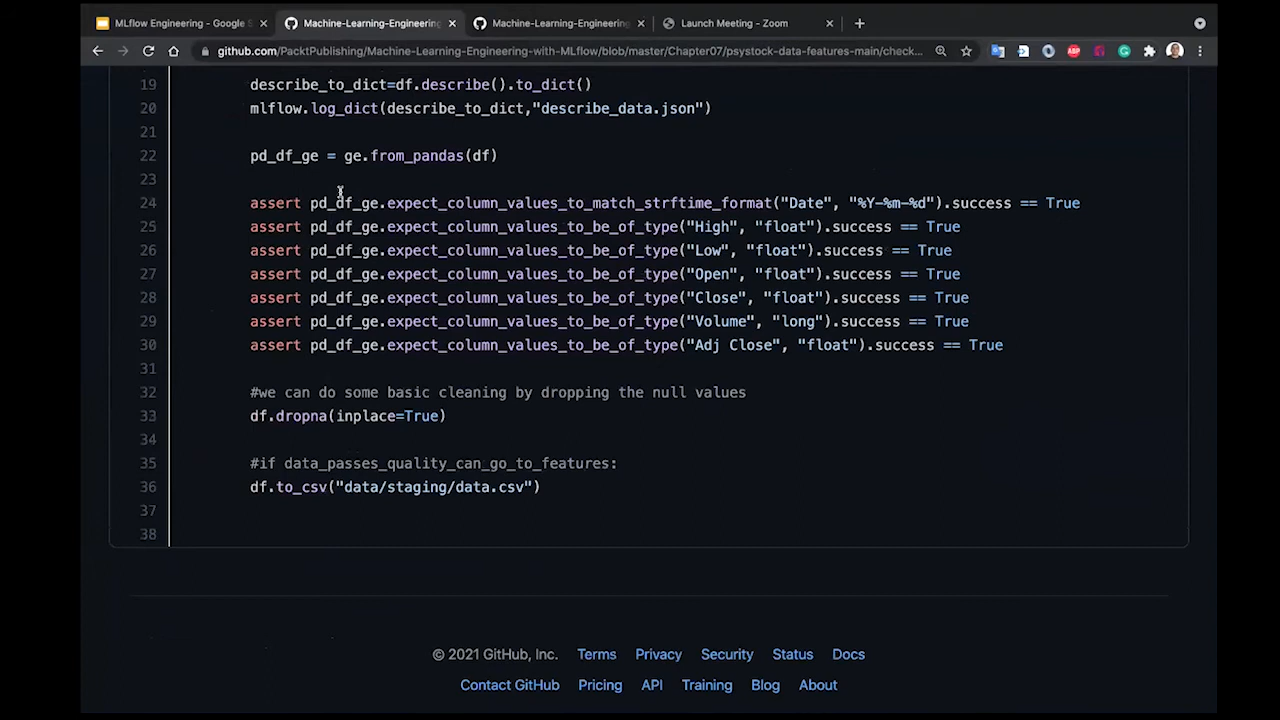 MLflow Engineering - Google S
Machine-Learning-Engineering
Machine-Learning-Engineering
Launch Meeting - Zoom
github.com/PacktPublishing/Machine-Learning-Engineering-with-MLflow/blob/master/Chapter07/psystock-data-features-main/check...
19 describe_to_dict=df.describe().to_dict()
20 mlflow.log_dict(describe_to_dict,"describe_data.json")
21
22 pd_df_ge = ge.from_pandas(df)
23
24 assert pd_df_ge.expect_column_values_to_match_strftime_format("Date", "%Y-%m-%d").success == True
25 assert pd_df_ge.expect_column_values_to_be_of_type("High", "float").success == True
26 assert pd_df_ge.expect_column_values_to_be_of_type("Low", "float").success == True
27 assert pd_df_ge.expect_column_values_to_be_of_type("Open", "float").success == True
28 assert pd_df_ge.expect_column_values_to_be_of_type("Close", "float").success == True
29 assert pd_df_ge.expect_column_values_to_be_of_type("Volume", "long").success == True
30 assert pd_df_ge.expect_column_values_to_be_of_type("Adj Close", "float").success == True
31
32 #we can do some basic cleaning by dropping the null values
33 df.dropna(inplace=True)
34
35 #if data_passes_quality_can_go_to_features:
36 df.to_csv("data/staging/data.csv")
37
38
© 2021 GitHub, Inc. Terms Privacy Security Status Docs
Contact GitHub Pricing API Training Blog About